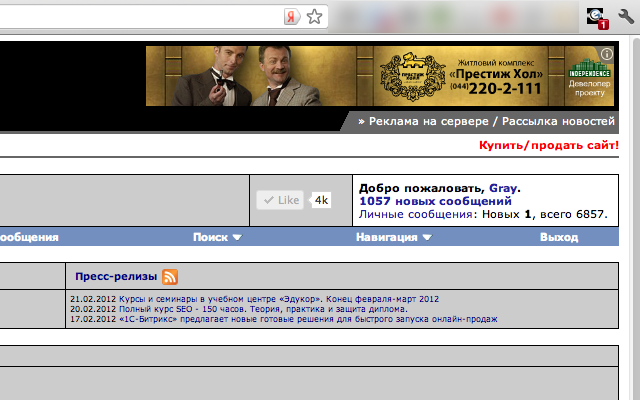 Я
1
Житловий комплекс
«Престиж Хол»
(044)220-2-111
ПРЕСТИЖ
ХОЛЛ
INDEPENDENCE
Девелопер
проекту
» Реклама на сервере / Рассылка новостей
Купить/продать сайт!
Like 4k
Добро пожаловать, Gray.
1057 новых сообщений
Личные сообщения: Новых 1, всего 6857.
ообщения Поиск Навигация Выход
Пресс-релизы
21.02.2012 Курсы и семинары в учебном центре «Эдукор». Конец февраля-март 2012
20.02.2012 Полный курс SEO - 150 часов. Теория, практика и защита диплома.
17.02.2012 «1С-Битрикс» предлагает новые готовые решения для быстрого запуска онлайн-продаж